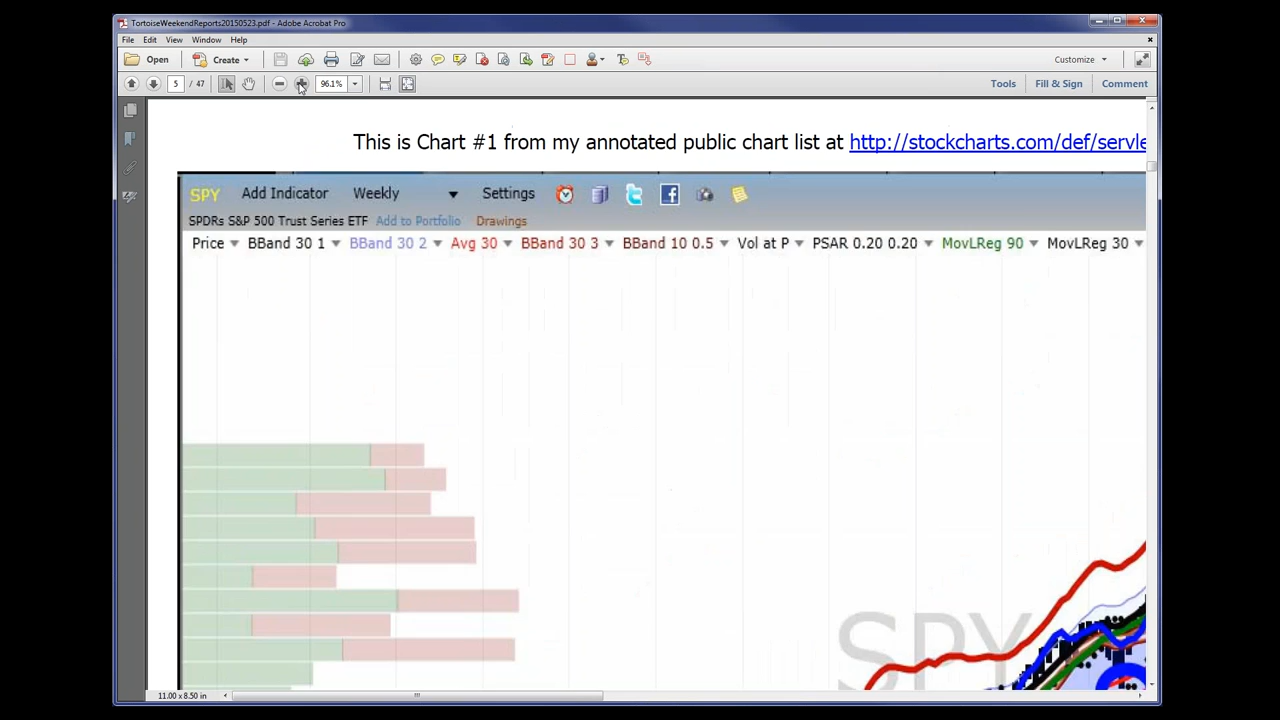 TortoiseWeekendReports20150523.pdf - Adobe Acrobat Pro
File Edit View Window Help
Open Create Customize
5 / 47 96.1% Tools Fill & Sign Comment
This is Chart #1 from my annotated public chart list at http://stockcharts.com/def/servle
SPY Add Indicator Weekly Settings
SPDRs S&P 500 Trust Series ETF Add to Portfolio Drawings
Price BBand 30 1 BBand 30 2 Avg 30 BBand 30 3 BBand 10 0.5 Vol at P PSAR 0.20 0.20 MovLReg 90 MovLReg 30
SPY
11.00 x 8.50 in